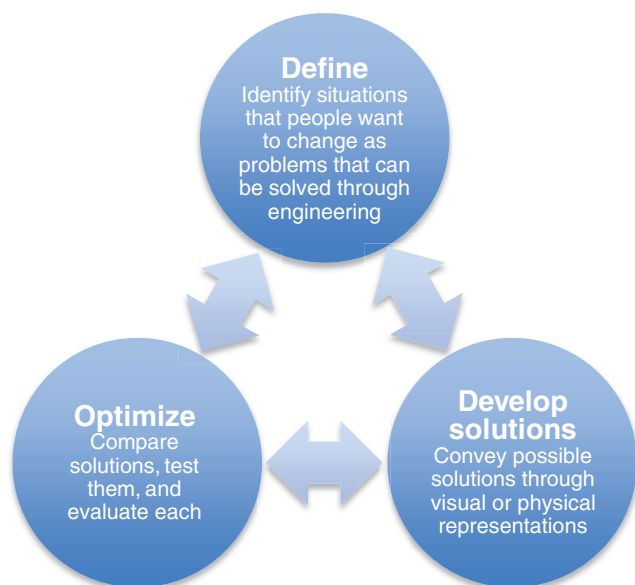 Define
Identify situations
that people want
to change as
problems that can
be solved through
engineering
Optimize
Compare
solutions, test
them, and
evaluate each
Develop
solutions
Convey possible
solutions through
visual or physical
representations